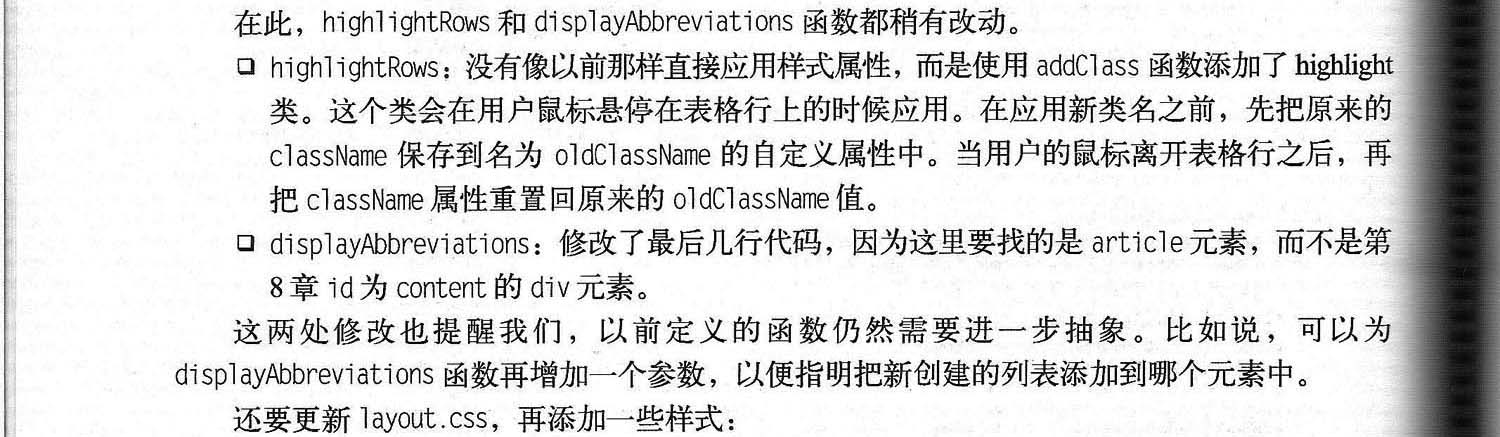 在此，highlightRows 和 displayAbbreviations 函数都稍有改动。
❑ highlightRows：没有像以前那样直接应用样式属性，而是使用 addClass 函数添加了 highlight
类。这个类会在用户鼠标悬停在表格行上的时候应用。在应用新类名之前，先把原来的
className 保存到名为 oldClassName 的自定义属性中。当用户的鼠标离开表格行之后，再
把 className 属性重置回原来的 oldClassName 值。
❑ displayAbbreviations：修改了最后几行代码，因为这里要找的是 article 元素，而不是第
8 章 id 为 content 的 div 元素。
这两处修改也提醒我们，以前定义的函数仍然需要进一步抽象。比如说，可以为
displayAbbreviations 函数再增加一个参数，以便指明把新创建的列表添加到哪个元素中。
还要更新 layout.css，再添加一些样式：